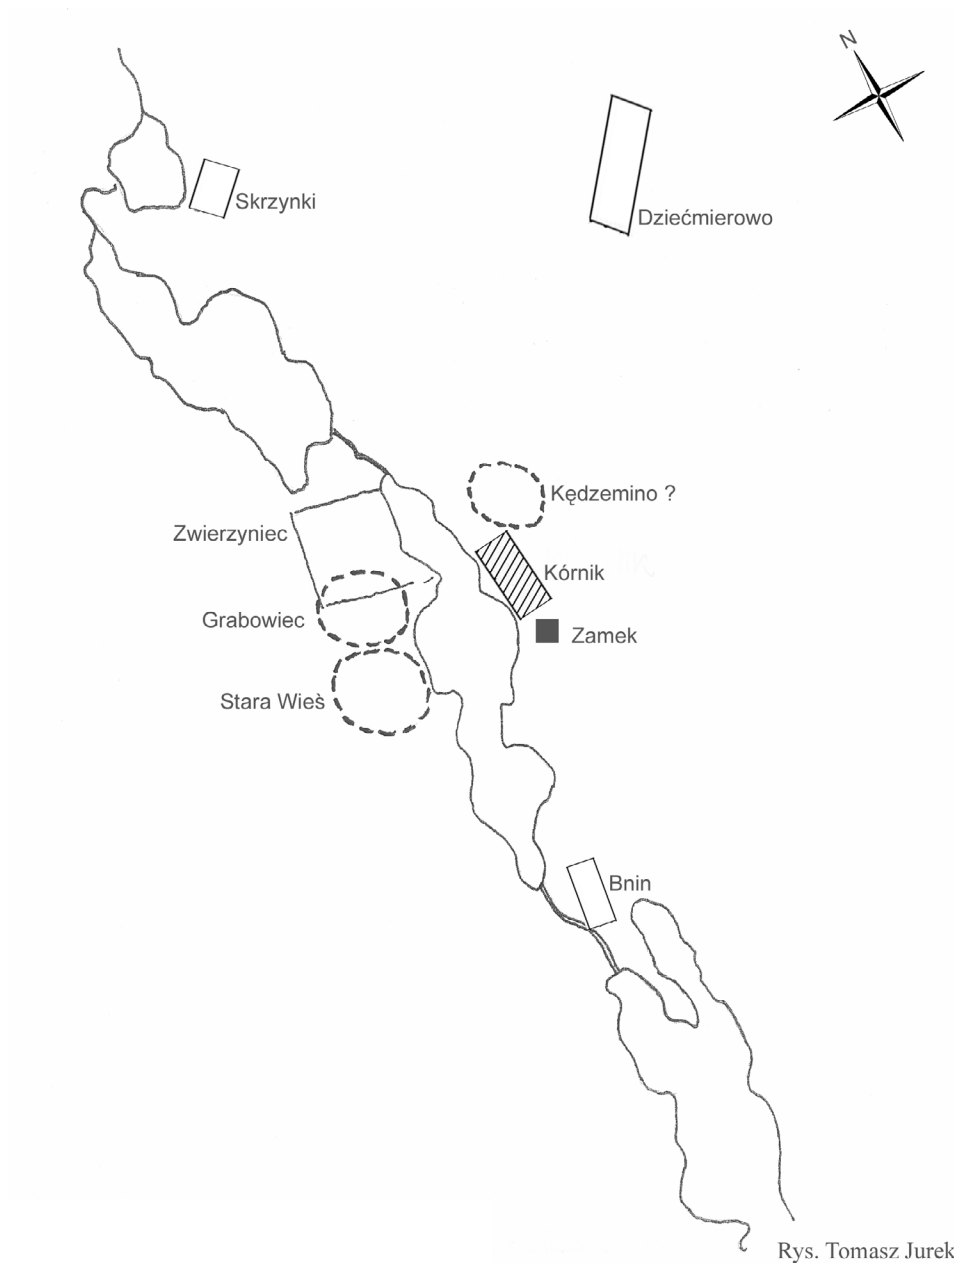 N
Skrzynki
Dziećmierowo
Kędzemino ?
Zwierzyniec
Kórnik
Grabowiec
Zamek
Stara Wieś
Bnin
Rys. Tomasz Jurek